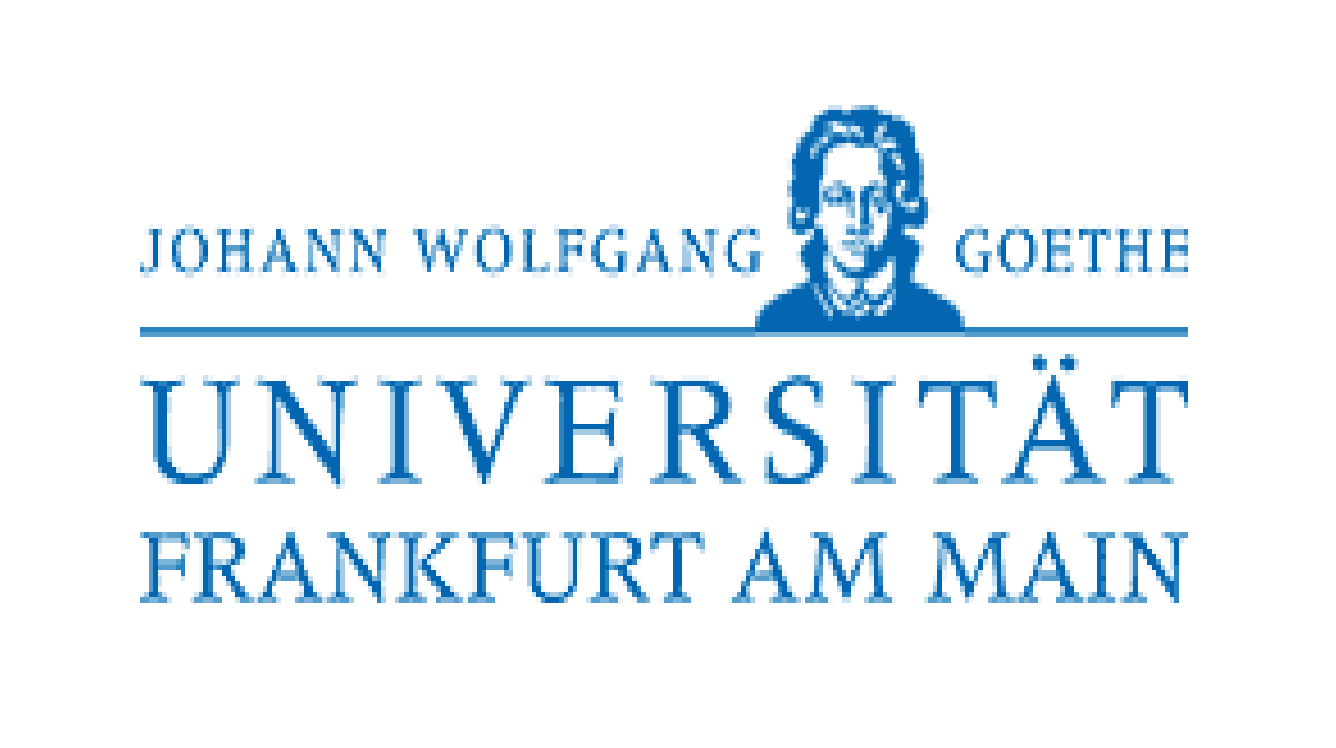 JOHANN WOLFGANG GOETHE
UNIVERSITÄT
FRANKFURT AM MAIN